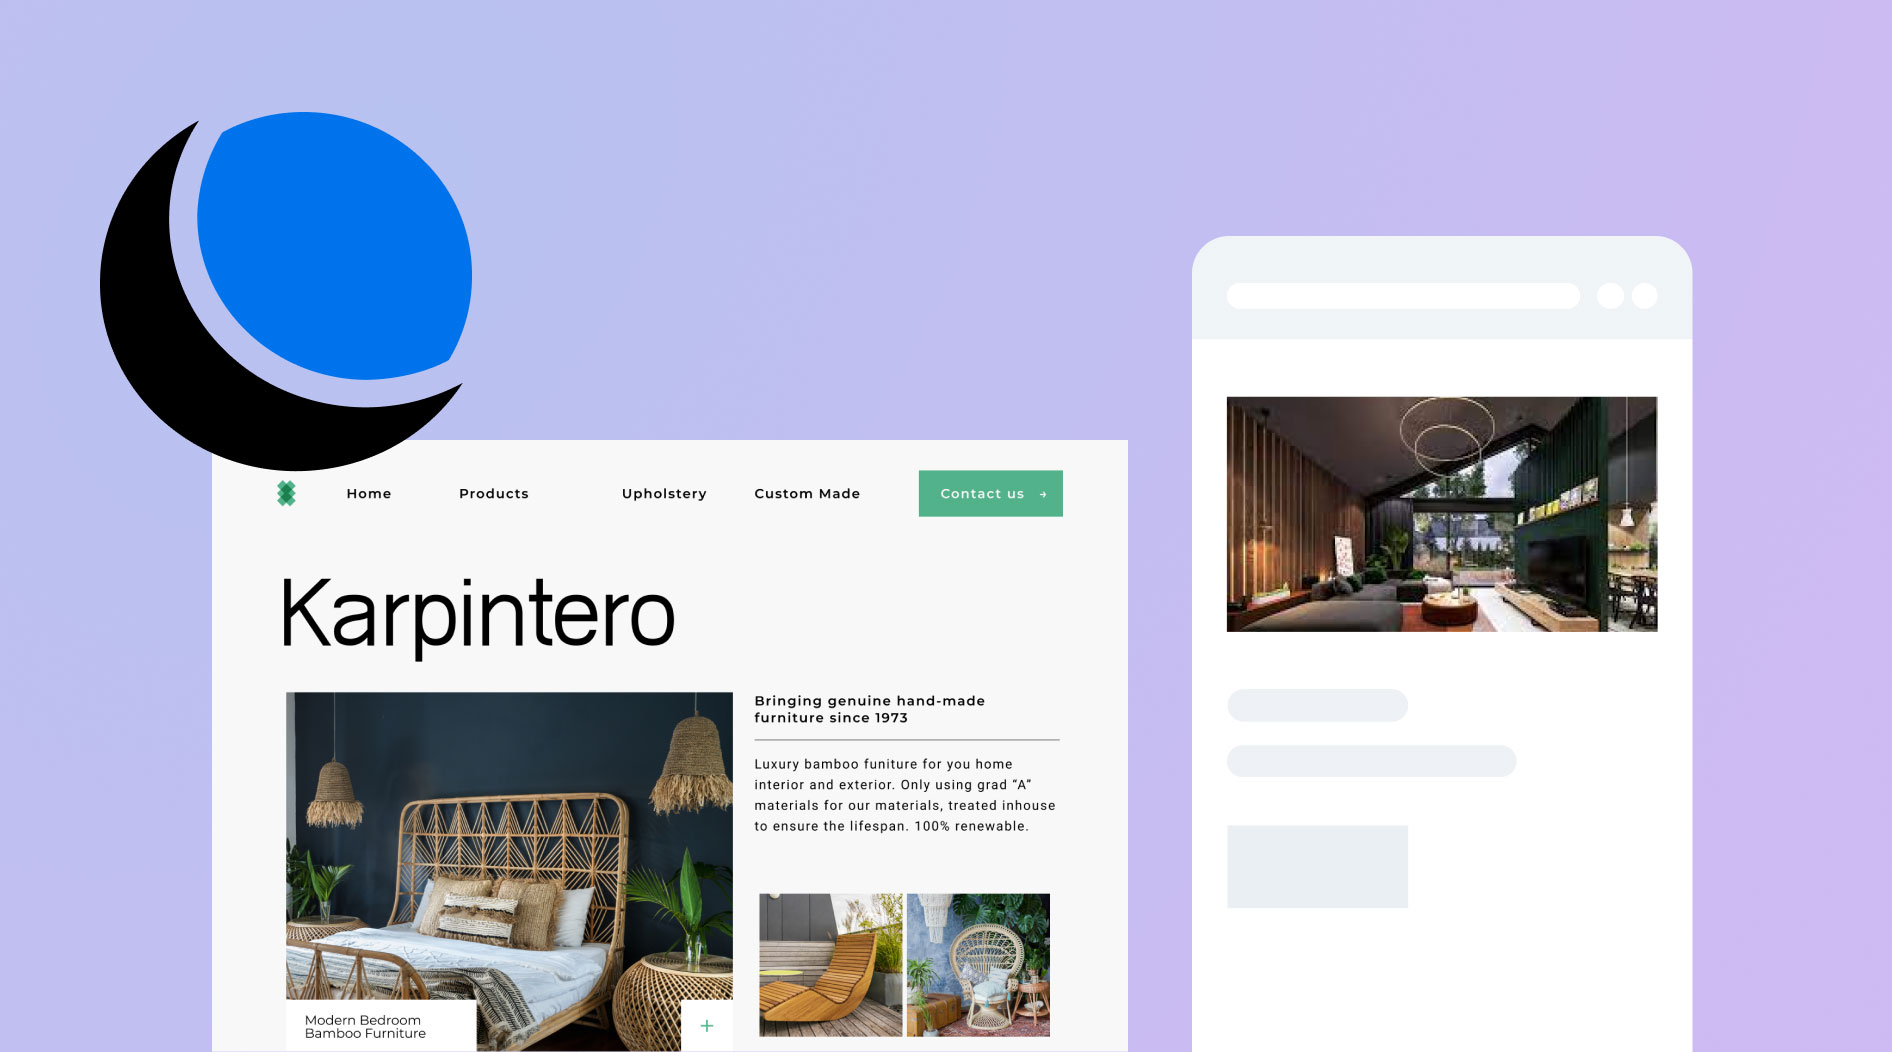 Home Products Upholstery Custom Made Contact us →
Karpintero
Bringing genuine hand-made
furniture since 1973
Luxury bamboo funiture for you home
interior and exterior. Only using grad “A”
materials for our materials, treated inhouse
to ensure the lifespan. 100% renewable.
Modern Bedroom
Bamboo Furniture
+